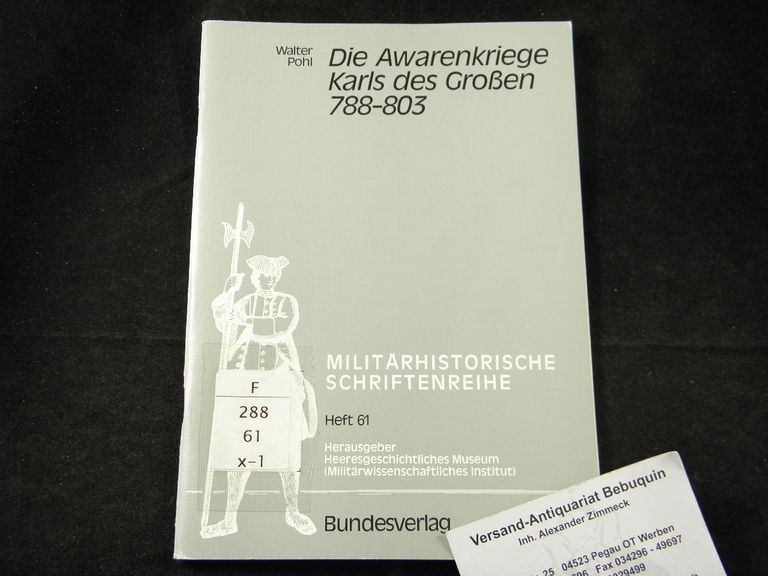 Walter
Pohl
Die Awarenkriege
Karls des Großen
788-803
MILITÄRHISTORISCHE
SCHRIFTENREIHE
F
288
61
x-1
Heft 61
Herausgeber
Heeresgeschichtliches Museum
(Militärwissenschaftliches Institut)
Bundesverlag
Versand-Antiquariat Bebuquin
Inh. Alexander Zimmeck
25 04523 Pegau OT Werben
Fax 034296 - 49697